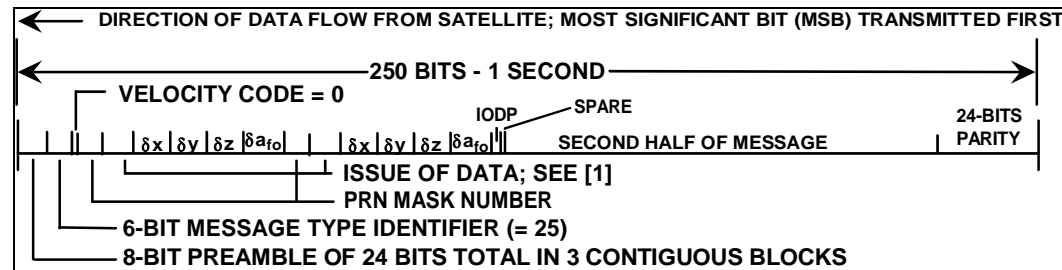 DIRECTION OF DATA FLOW FROM SATELLITE; MOST SIGNIFICANT BIT (MSB) TRANSMITTED FIRST
250 BITS - 1 SECOND
VELOCITY CODE = 0
IODP
SPARE
24-BITS
PARITY
δx δy δz δafo δx δy δz δafo SECOND HALF OF MESSAGE
ISSUE OF DATA; SEE [1]
PRN MASK NUMBER
6-BIT MESSAGE TYPE IDENTIFIER (= 25)
8-BIT PREAMBLE OF 24 BITS TOTAL IN 3 CONTIGUOUS BLOCKS